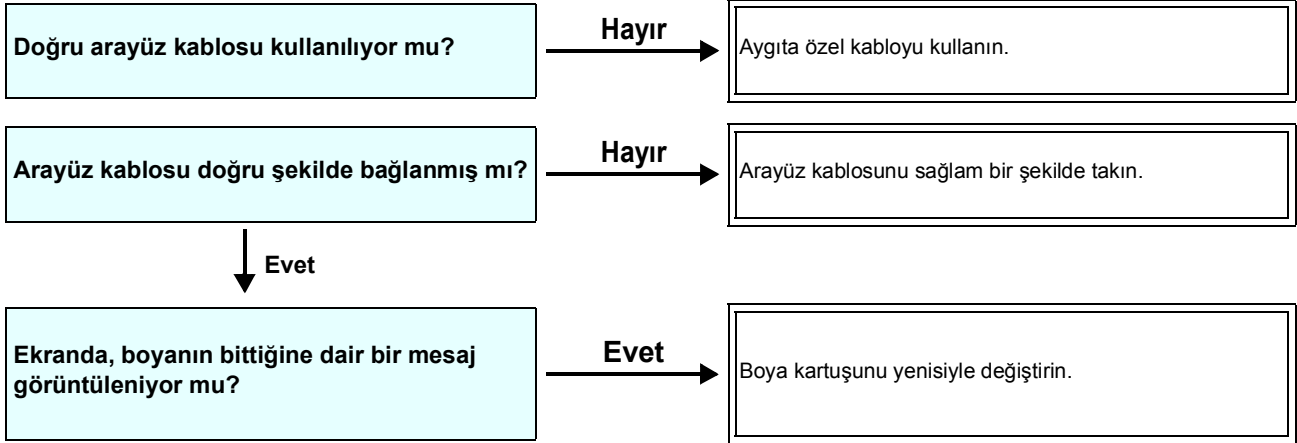 Doğru arayüz kablosu kullanılıyor mu?
Hayır
Aygıta özel kabloyu kullanın.
Arayüz kablosu doğru şekilde bağlanmış mı?
Hayır
Arayüz kablosunu sağlam bir şekilde takın.
Evet
Ekranda, boyanın bittiğine dair bir mesaj
görüntüleniyor mu?
Evet
Boya kartuşunu yenisiyle değiştirin.